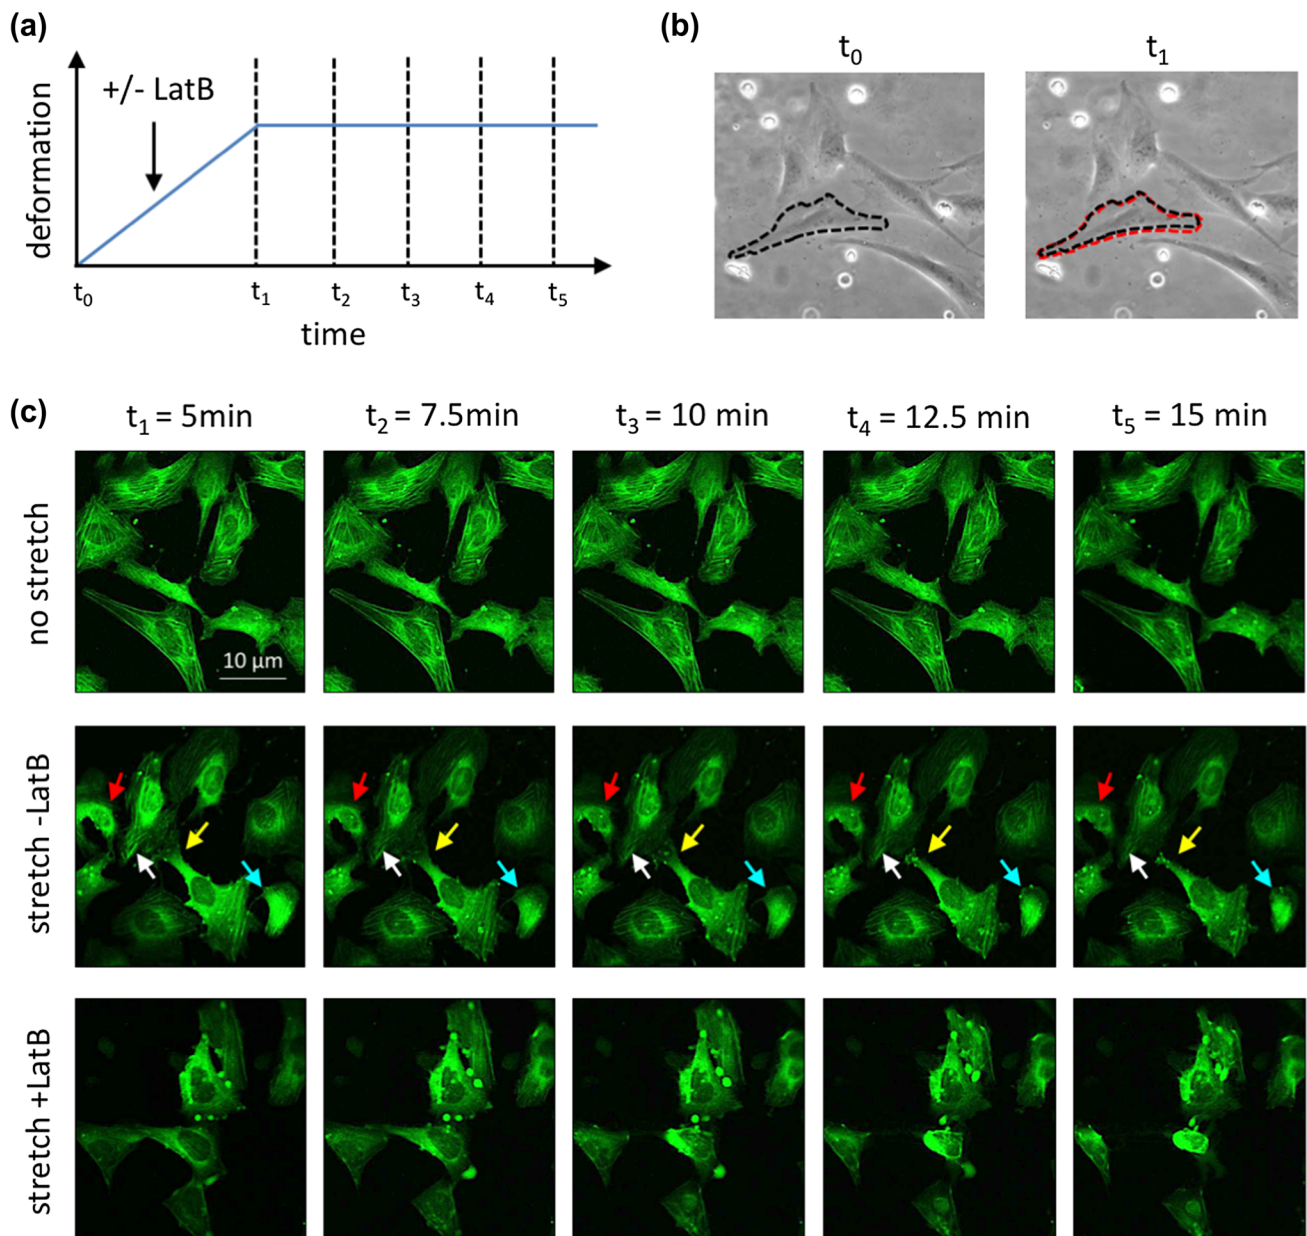 (a)
+/- LatB
deformation
t0 t1 t2 t3 t4 t5
time
(b)
t0 t1
(c)
t1 = 5min t2 = 7.5min t3 = 10 min t4 = 12.5 min t5 = 15 min
no stretch
10 µm
stretch -LatB
stretch +LatB